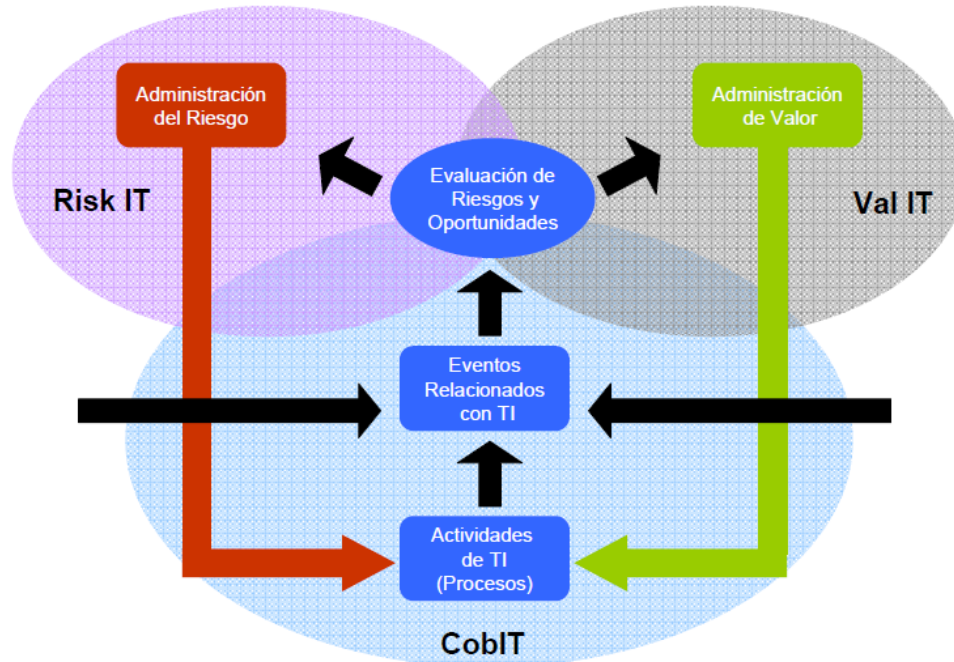 Administración
del Riesgo
Administración
de Valor
Evaluación de
Riesgos y
Oportunidades
Risk IT
Val IT
Eventos
Relacionados
con TI
Actividades
de TI
(Procesos)
CobIT